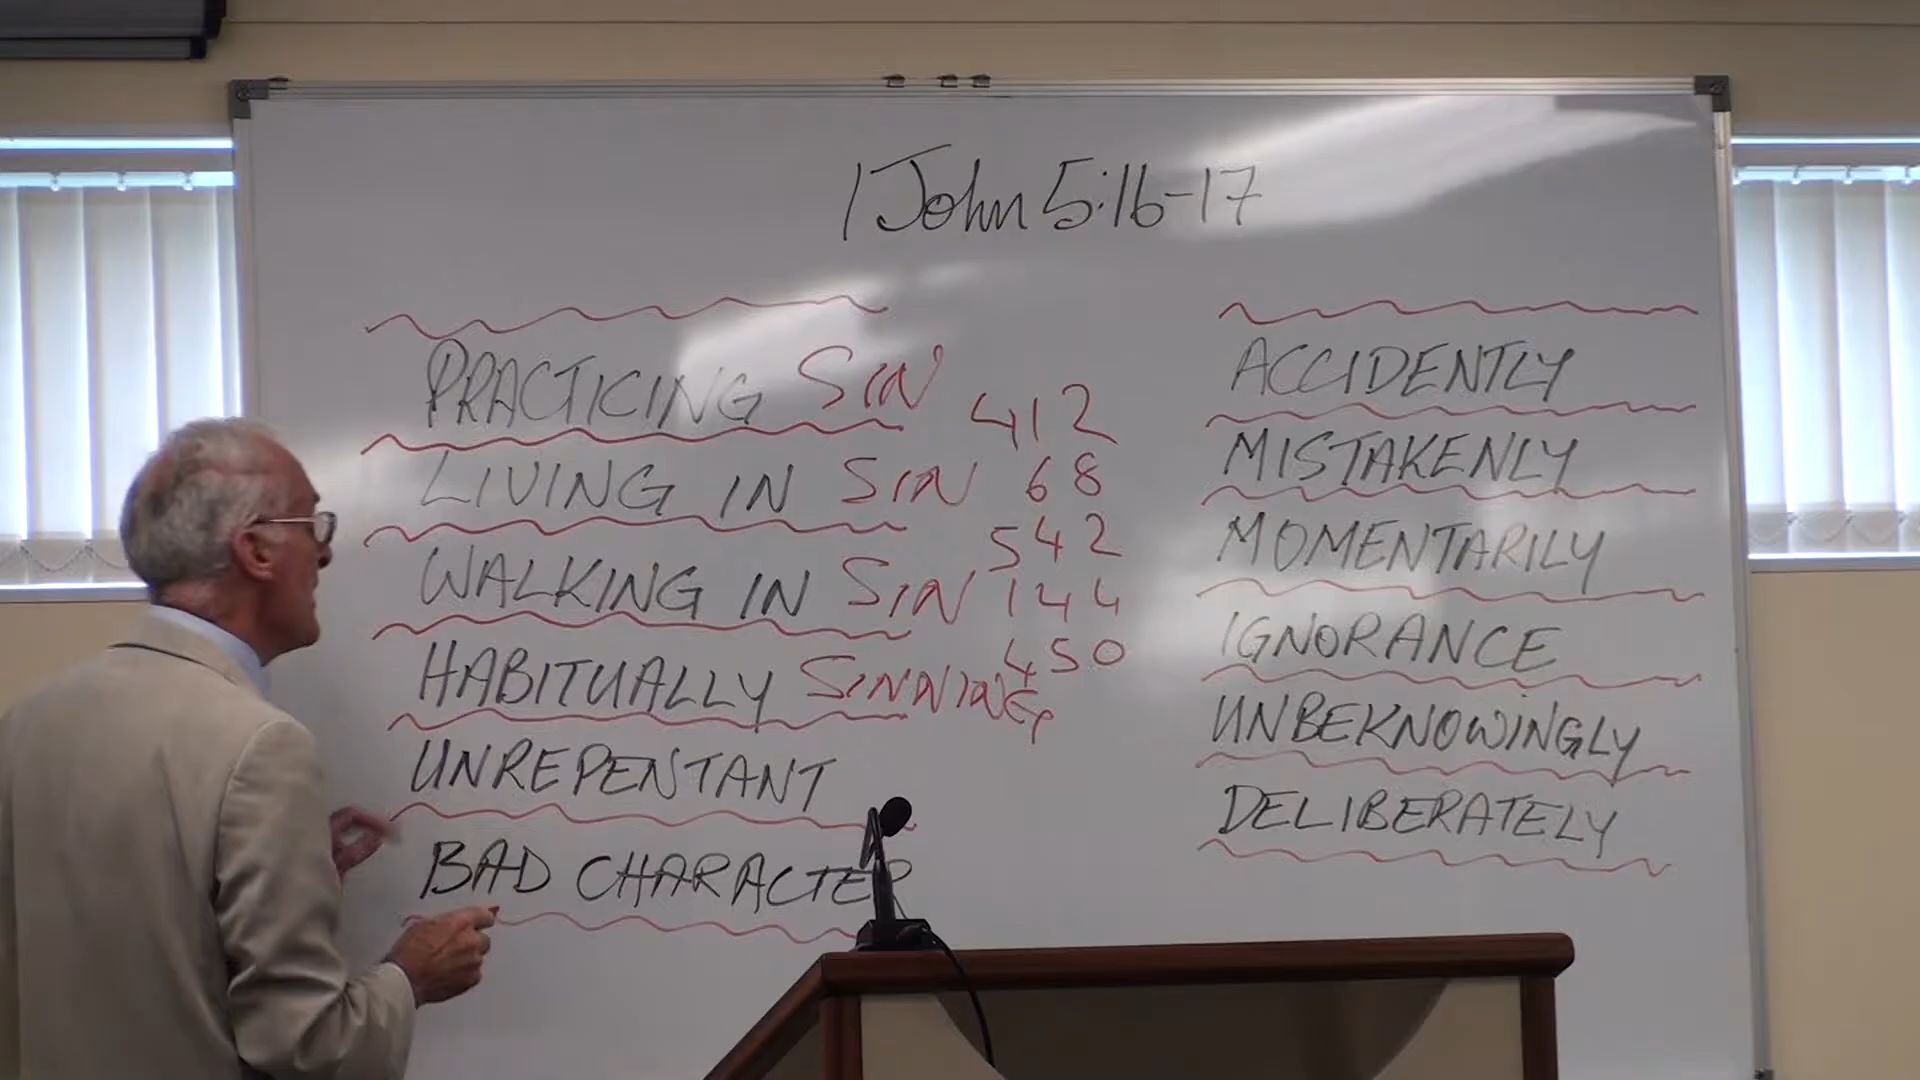 1 John 5:16-17
PRACTICING SIN 412
LIVING IN SIN 68
542
WALKING IN SIN 144
450
HABITUALLY SINNING
UNREPENTANT
BAD CHARACTER
ACCIDENTLY
MISTAKENLY
MOMENTARILY
IGNORANCE
UNBEKNOWINGLY
DELIBERATELY